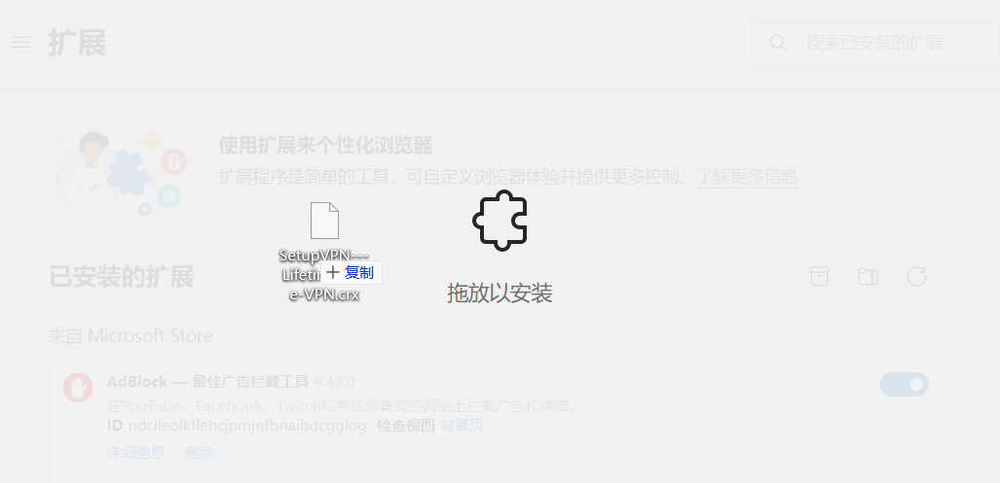 扩展
搜索已安装的扩展
使用扩展来个性化浏览器
扩展程序是简单的工具，可自定义浏览器体验并提供更多控制。了解更多信息
SetupVPN---
Lifetim
+ 复制
e-VPN.crx
拖放以安装
已安装的扩展
来自 Microsoft Store
AdBlock — 最佳广告拦截工具 4.43.0
在YouTube、Facebook、Twitch和其他你喜爱的网站上拦截广告和弹窗。
ID ndcileolkflehcjpmjnfbnaibdcgglog 检查视图 背景页
详细信息 删除